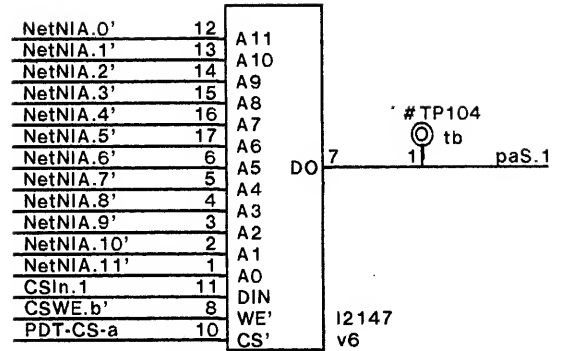 NetNIA.0' 12 A11
NetNIA.1' 13 A10
NetNIA.2' 14 A9
NetNIA.3' 15 A8
NetNIA.4' 16 A7
NetNIA.5' 17 A6
NetNIA.6' 6 A5 DO 7 1 paS.1
NetNIA.7' 5 A4
NetNIA.8' 4 A3
NetNIA.9' 3 A2
NetNIA.10' 2 A1
NetNIA.11' 1 A0
CSIn.1 11 DIN
CSWE.b' 8 WE' I2147
PDT-CS-a 10 CS' v6
#TP104
tb